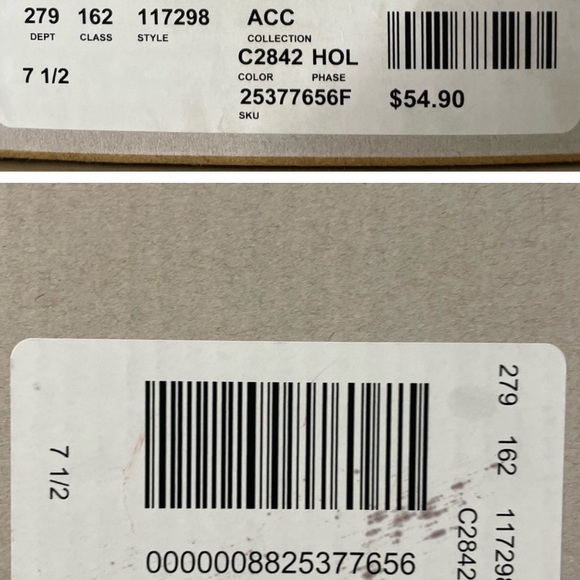 279 162 117298 ACC
DEPT CLASS STYLE COLLECTION
C2842 HOL
COLOR PHASE
7 1/2
25377656F $54.90
SKU
279 162 11729
C2842
7 1/2
0000008825377656